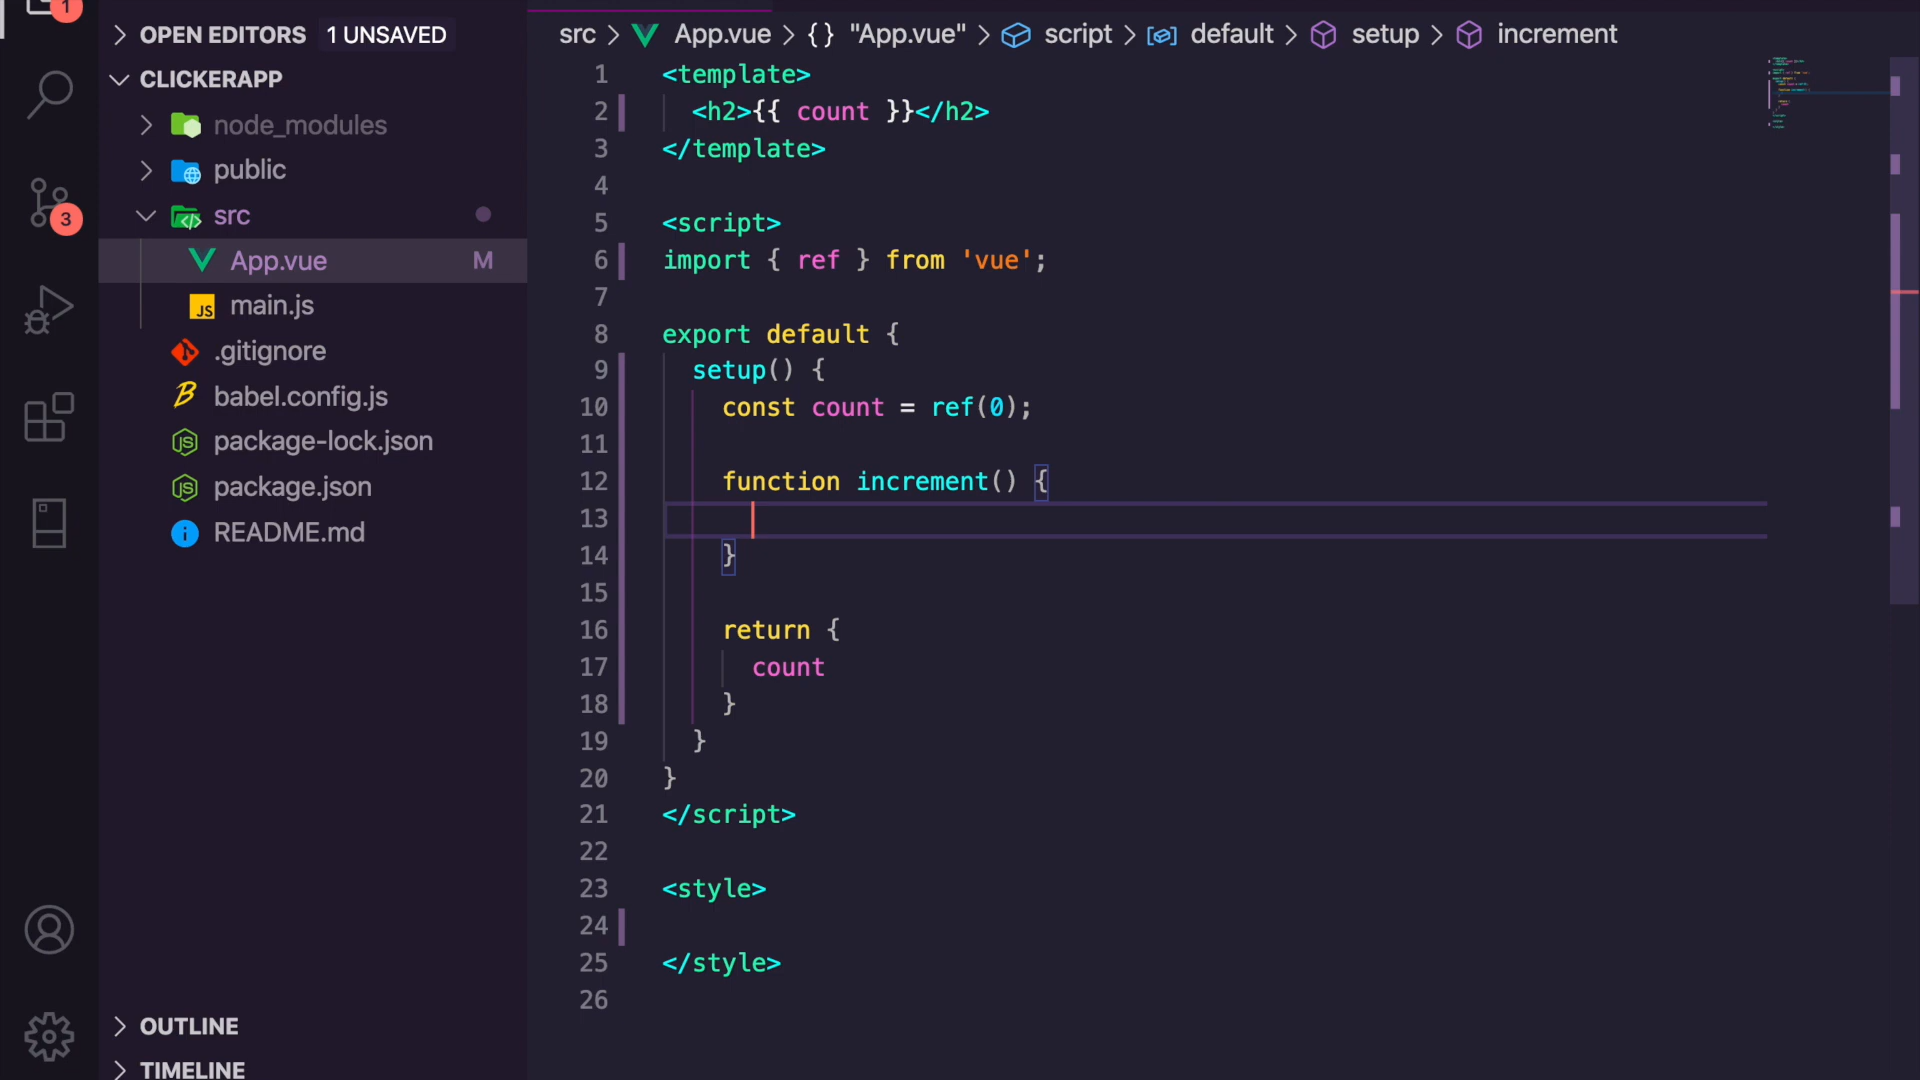 1
OPEN EDITORS 1 UNSAVED
CLICKERAPP
node_modules
public
src
App.vue M
main.js
.gitignore
babel.config.js
package-lock.json
package.json
README.md
3
OUTLINE
TIMELINE
src > App.vue > {} "App.vue" > script > default > setup > increment
1 <template>
2   <h2>{{ count }}</h2>
3 </template>
4
5 <script>
6 import { ref } from 'vue';
7
8 export default {
9   setup() {
10     const count = ref(0);
11
12     function increment() {
13
14     }
15
16     return {
17       count
18     }
19   }
20 }
21 </script>
22
23 <style>
24
25 </style>
26